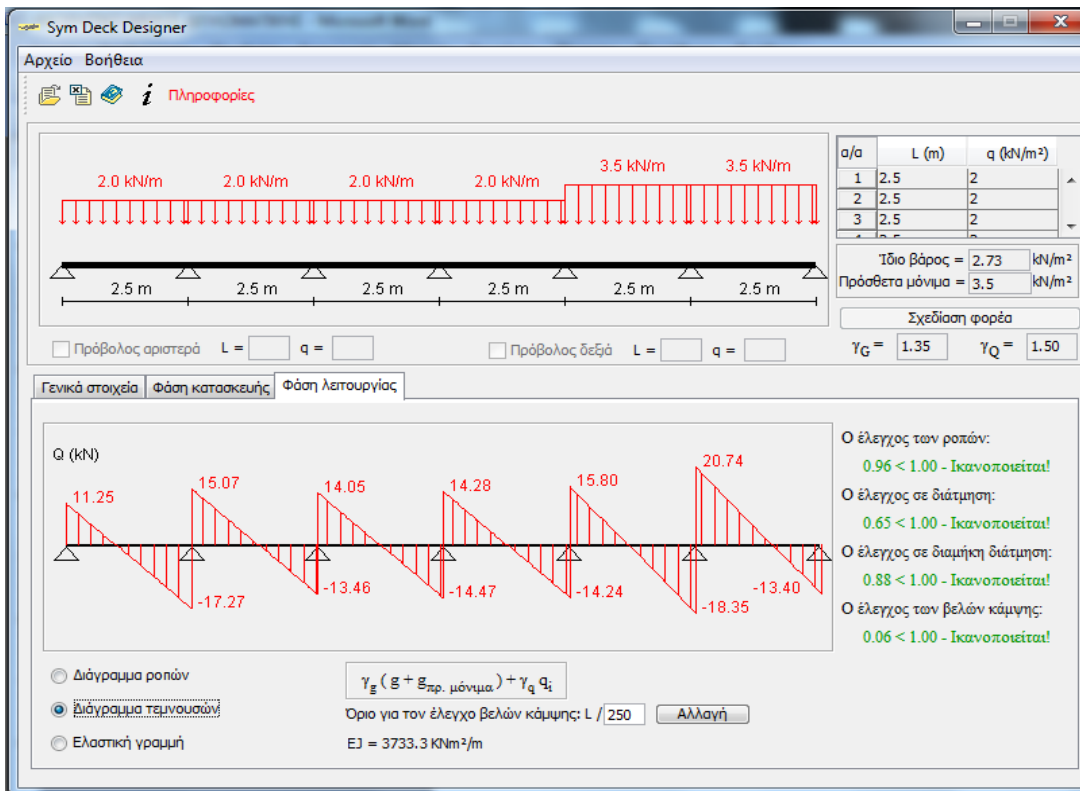 Sym Deck Designer
Αρχείο Βοήθεια
i Πληροφορίες
2.0 kN/m 2.0 kN/m 2.0 kN/m 2.0 kN/m 3.5 kN/m 3.5 kN/m
2.5 m 2.5 m 2.5 m 2.5 m 2.5 m 2.5 m
α/α L (m) q (kN/m²)
1 2.5 2
2 2.5 2
3 2.5 2
Ίδιο βάρος = 2.73 kN/m²
Πρόσθετα μόνιμα = 3.5 kN/m²
Σχεδίαση φορέα
Πρόβολος αριστερά L = q = Πρόβολος δεξιά L = q =
γG = 1.35 γQ = 1.50
Γενικά στοιχεία Φάση κατασκευής Φάση λειτουργίας
Q (kN)
11.25 15.07 14.05 14.28 15.80 20.74
-17.27 -13.46 -14.47 -14.24 -18.35 -13.40
Ο έλεγχος των ροπών:
0.96 < 1.00 - Ικανοποιείται!
Ο έλεγχος σε διάτμηση:
0.65 < 1.00 - Ικανοποιείται!
Ο έλεγχος σε διαμήκη διάτμηση:
0.88 < 1.00 - Ικανοποιείται!
Ο έλεγχος των βελών κάμψης:
0.06 < 1.00 - Ικανοποιείται!
Διάγραμμα ροπών
Διάγραμμα τεμνουσών
Ελαστική γραμμή
γg ( g + gπρ. μόνιμα ) + γq qi
Όριο για τον έλεγχο βελών κάμψης: L / 250 Αλλαγή
EJ = 3733.3 KNm²/m